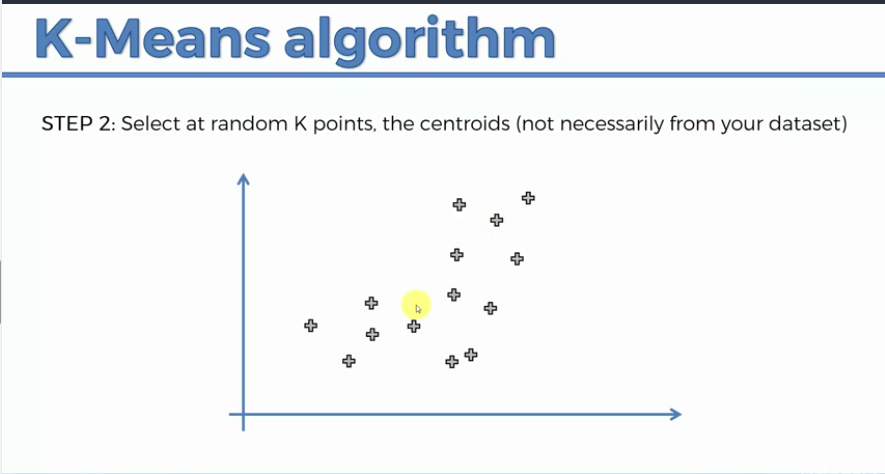 K-Means algorithm
STEP 2: Select at random K points, the centroids (not necessarily from your dataset)